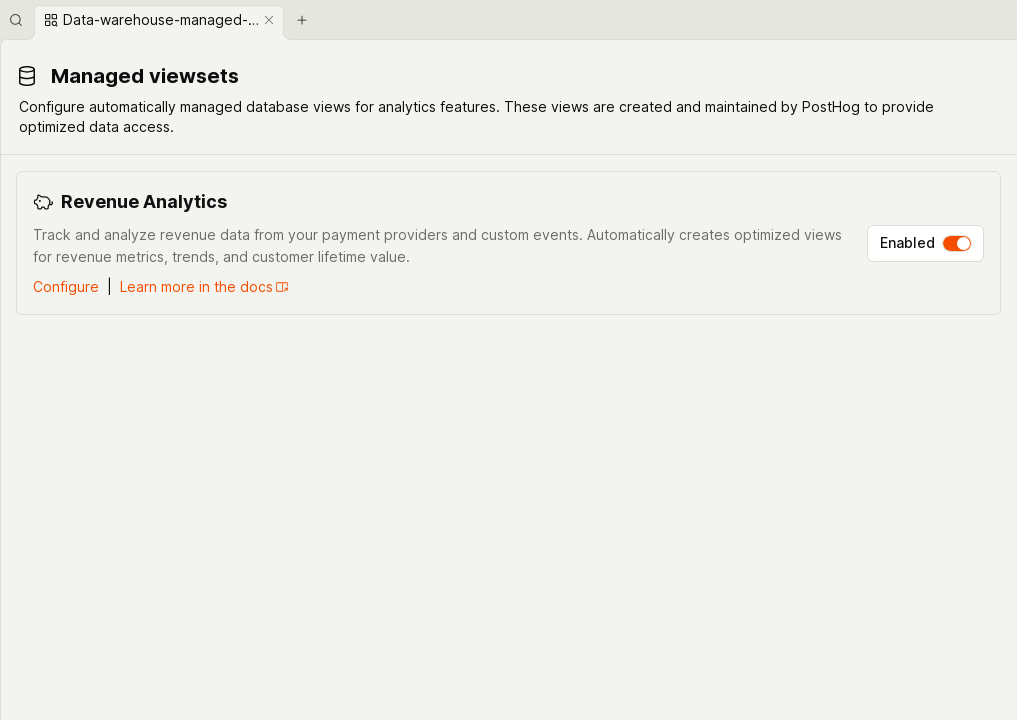 Data-warehouse-managed-...
Managed viewsets
Configure automatically managed database views for analytics features. These views are created and maintained by PostHog to provide
optimized data access.
Revenue Analytics
Track and analyze revenue data from your payment providers and custom events. Automatically creates optimized views
for revenue metrics, trends, and customer lifetime value.
Enabled
Configure | Learn more in the docs